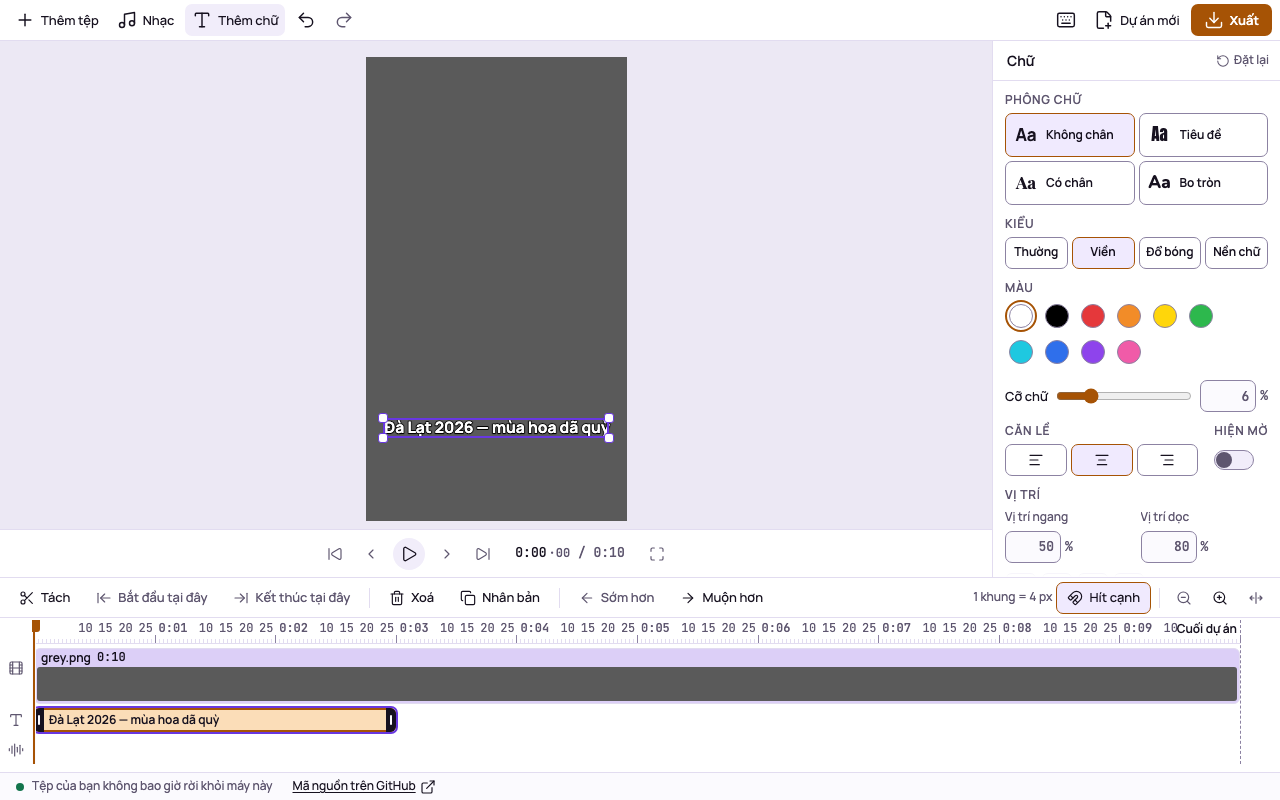 Thêm tệp
Nhạc
Thêm chữ
Dự án mới
Xuất
Chữ
Đặt lại
PHÔNG CHỮ
Aa Không chân
Aa Tiêu đề
Aa Có chân
Aa Bo tròn
KIỂU
Thường
Viền
Đổ bóng
Nền chữ
MÀU
Cỡ chữ
6 %
CĂN LỀ
HIỆN MỜ
VỊ TRÍ
Vị trí ngang
Vị trí dọc
50 %
80 %
Đà Lạt 2026 — mùa hoa dã quỳ
0:00·00 / 0:10
Tách
Bắt đầu tại đây
Kết thúc tại đây
Xoá
Nhân bản
Sớm hơn
Muộn hơn
1 khung = 4 px
Hít cạnh
10 15 20 25 0:01 10 15 20 25 0:02 10 15 20 25 0:03 10 15 20 25 0:04 10 15 20 25 0:05 10 15 20 25 0:06 10 15 20 25 0:07 10 15 20 25 0:08 10 15 20 25 0:09 10 Cuối dự án
grey.png 0:10
Đà Lạt 2026 — mùa hoa dã quỳ
Tệp của bạn không bao giờ rời khỏi máy này
Mã nguồn trên GitHub